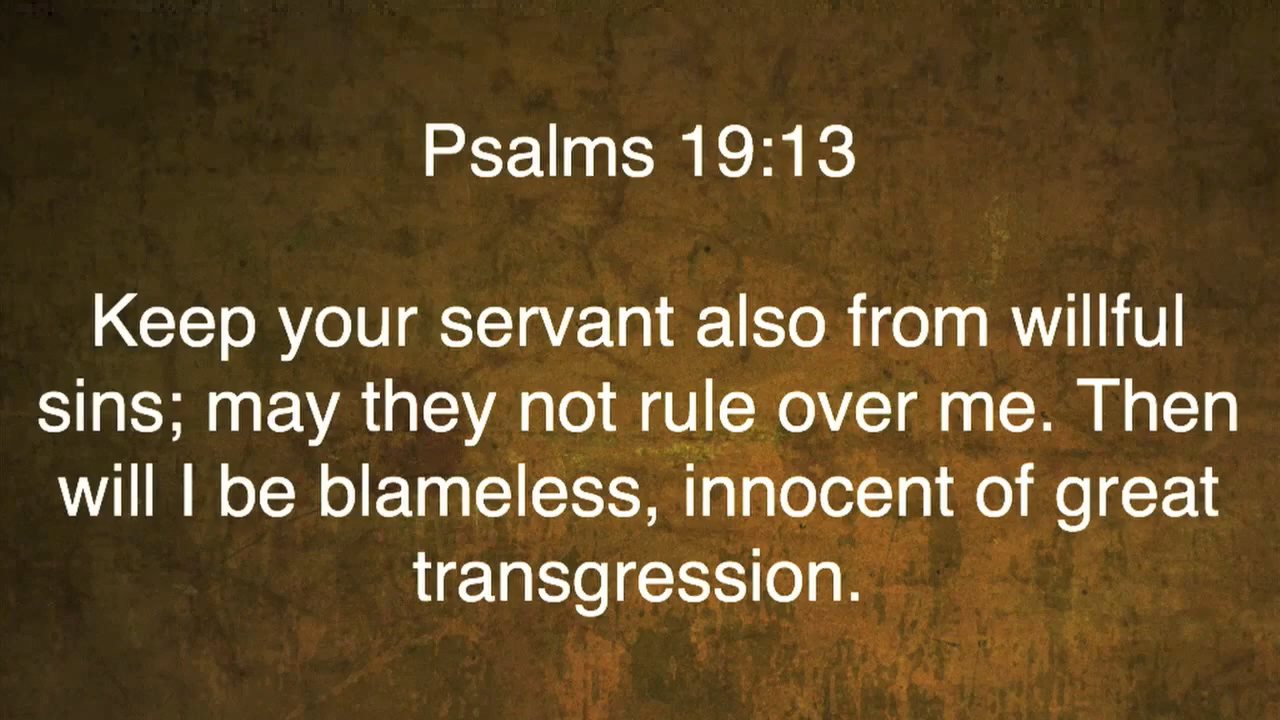 Psalms 19:13
Keep your servant also from willful
sins; may they not rule over me. Then
will I be blameless, innocent of great
transgression.